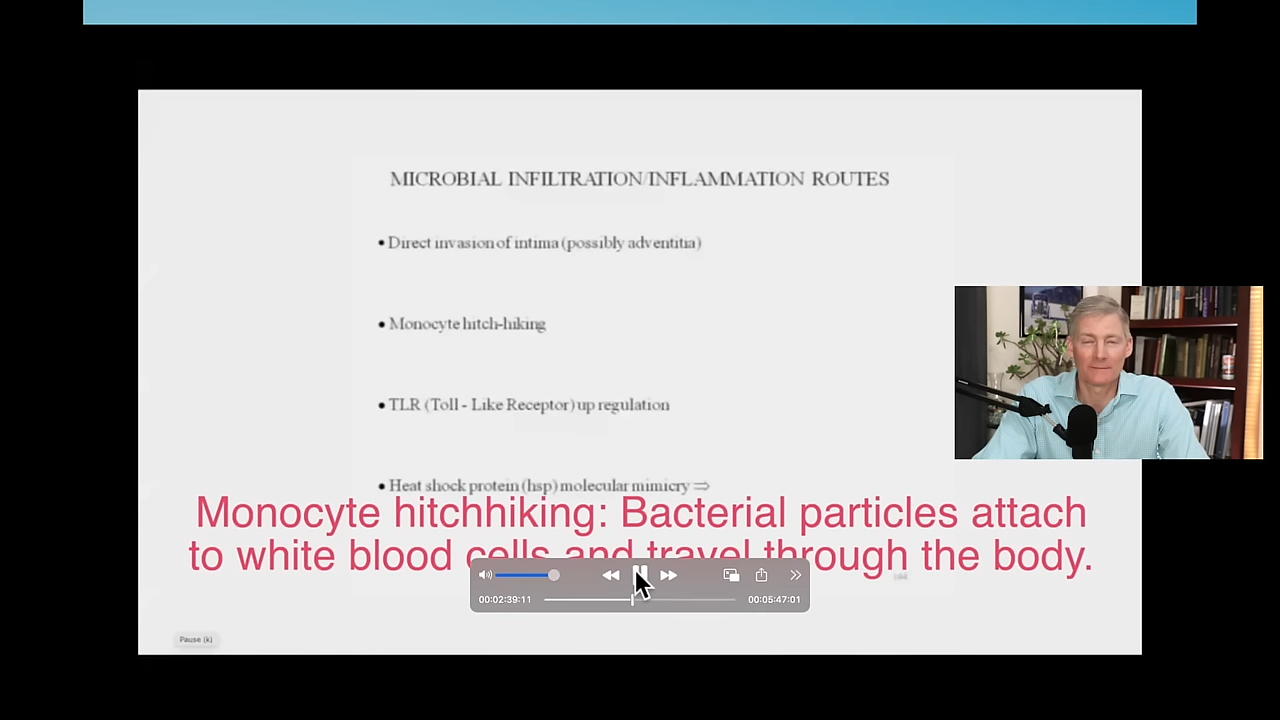 MICROBIAL INFILTRATION/INFLAMMATION ROUTES
• Direct invasion of intima (possibly adventitia)
• Monocyte hitch-hiking
• TLR (Toll - Like Receptor) up regulation
• Heat shock protein (hsp) molecular mimicry ⇒
Monocyte hitchhiking: Bacterial particles attach
to white blood cells and travel through the body.
00:02:39:11 00:05:47:01
Pause (k)